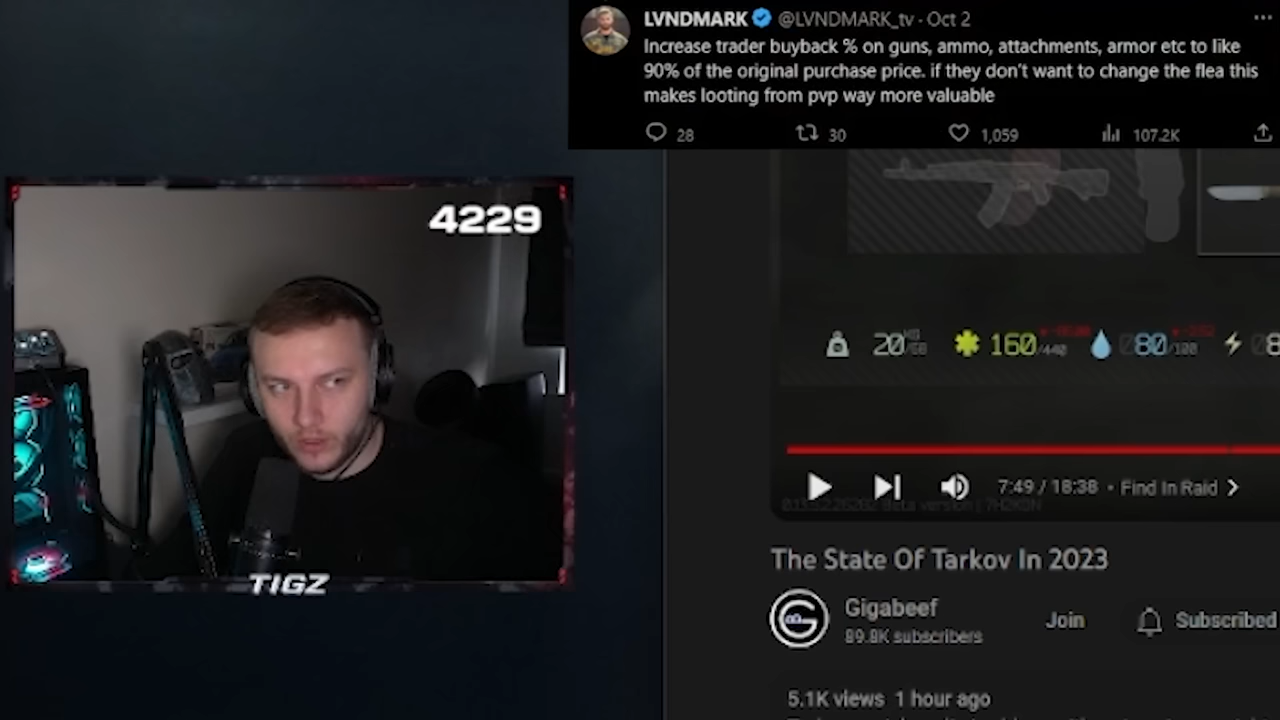 LVNDMARK @LVNDMARK_tv · Oct 2
Increase trader buyback % on guns, ammo, attachments, armor etc to like
90% of the original purchase price. if they don't want to change the flea this
makes looting from pvp way more valuable
28 30 1,059 107.2K
4229
TIGZ
20 160/440 80/100
7:49 / 18:38 • Find In Raid
The State Of Tarkov In 2023
Gigabeef
Join
Subscribed
89.8K subscribers
5.1K views 1 hour ago